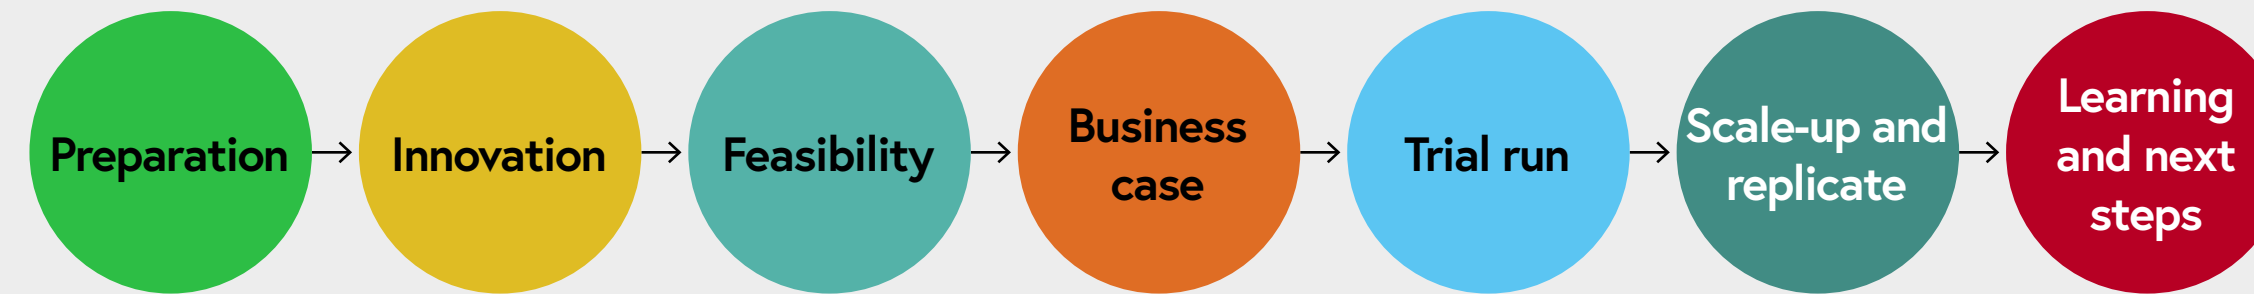 Preparation
Innovation
Feasibility
Business
case
Trial run
Scale-up and
replicate
Learning
and next
steps